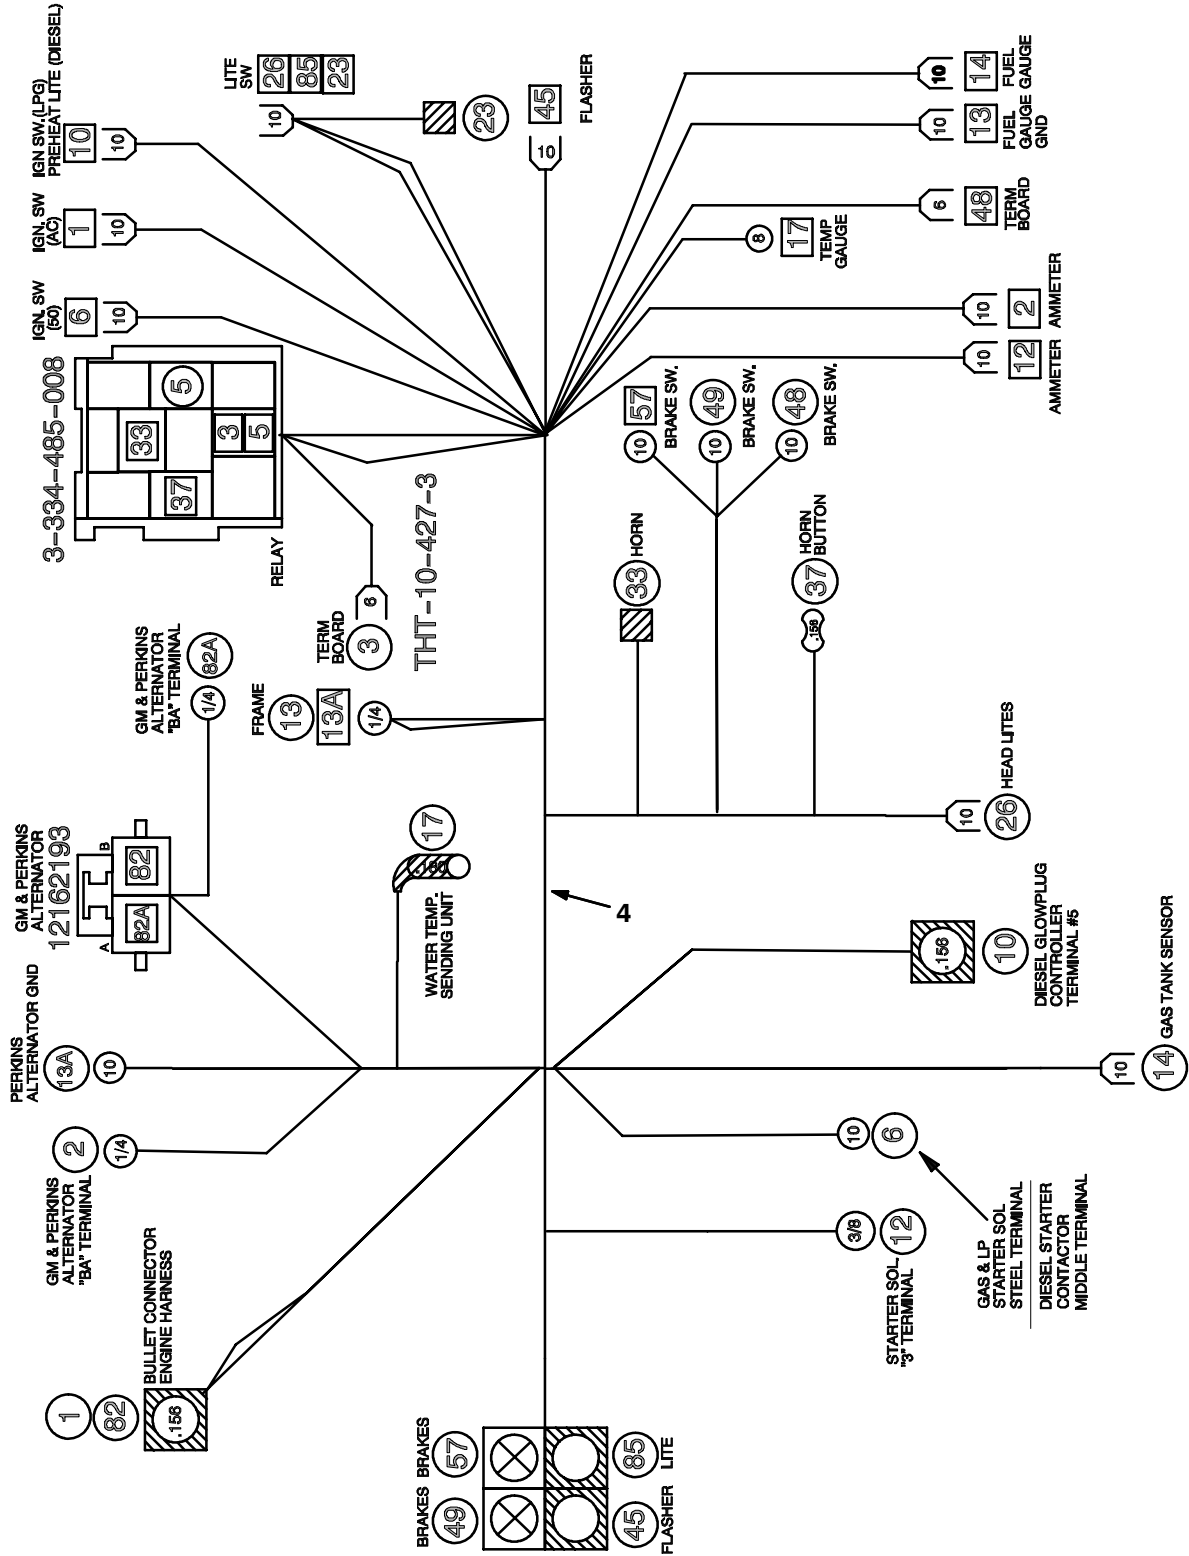 IGN SW.(LPG)
PREHEAT LITE (DIESEL)
10
10
IGN. SW
(AC)
1
10
IGN. SW
(50)
6
10
3-334-485-008
5
33
3
5
37
RELAY
LITE
SW
26
85
23
10
23
45
FLASHER
10
10
14
FUEL
GAUGE
10
13
FUEL
GAUGE
GND
6
48
TERM
BOARD
8
17
TEMP
GAUGE
10
2
AMMETER
10
12
AMMETER
57
10
BRAKE SW.
49
10
BRAKE SW.
48
10
BRAKE SW.
HORN
33
HORN
BUTTON
37
.156
THT-10-427-3
TERM
BOARD
3
6
GM & PERKINS
ALTERNATOR
"BA" TERMINAL
82A
1/4
FRAME
13
13A
1/4
GM & PERKINS
ALTERNATOR
12162193
B
82
82A
A
17
.180
WATER TEMP.
SENDING UNIT
4
HEAD LITES
26
10
.156
10
DIESEL GLOWPLUG
CONTROLLER
TERMINAL #5
PERKINS
ALTERNATOR GND
13A
10
GAS TANK SENSOR
14
10
2
1/4
GM & PERKINS
ALTERNATOR
"BA" TERMINAL
10
6
GAS & LP
STARTER SOL
STEEL TERMINAL
DIESEL STARTER
CONTACTOR
MIDDLE TERMINAL
3/8
12
STARTER SOL.
"3" TERMINAL
BULLET CONNECTOR
ENGINE HARNESS
1
82
.156
BRAKES
57
BRAKES
49
85
LITE
45
FLASHER